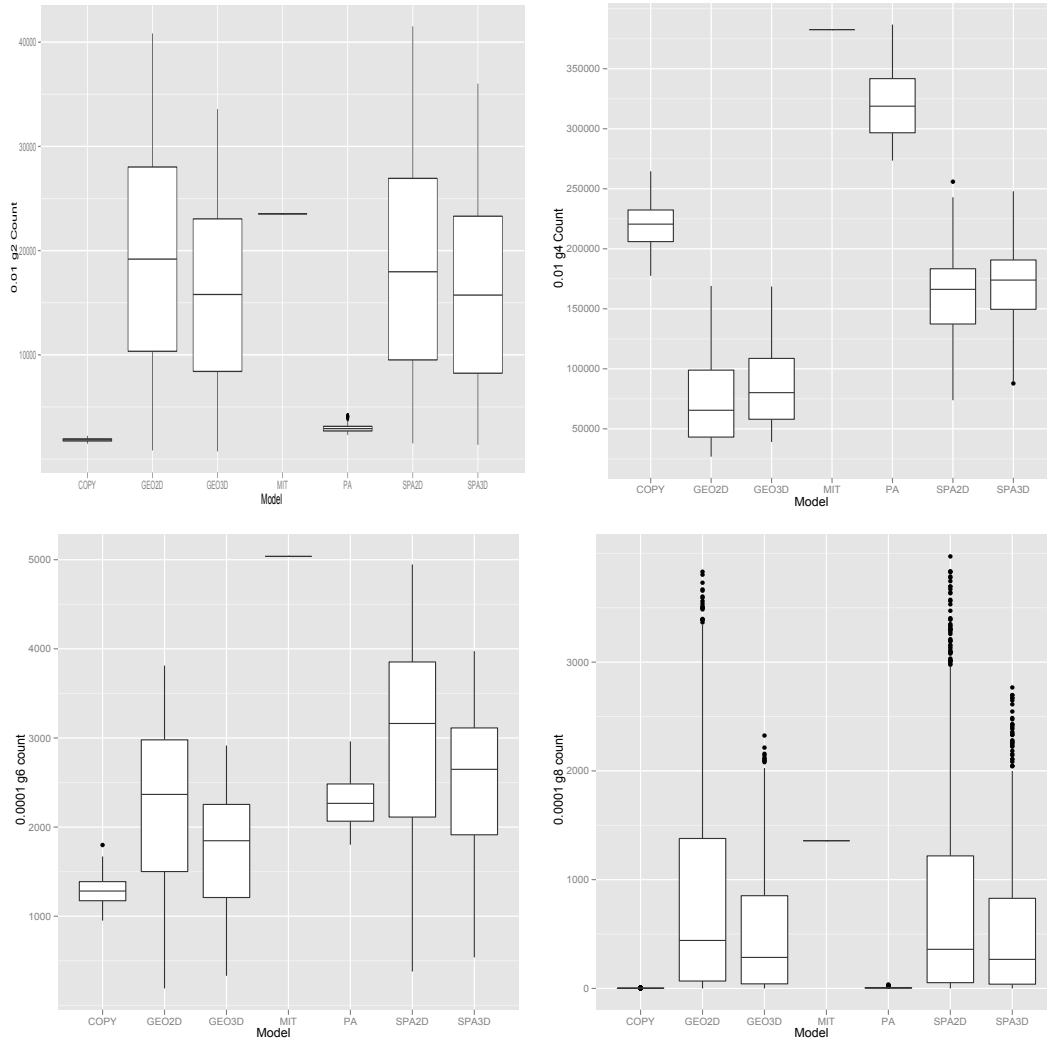 0.01 g2 Count
40000
30000
20000
10000
COPY GEO2D GEO3D MIT PA SPA2D SPA3D
Model
0.01 g4 Count
350000
300000
250000
200000
150000
100000
50000
COPY GEO2D GEO3D MIT PA SPA2D SPA3D
Model
0.0001 g6 count
5000
4000
3000
2000
1000
COPY GEO2D GEO3D MIT PA SPA2D SPA3D
Model
0.0001 g8 count
3000
2000
1000
0
COPY GEO2D GEO3D MIT PA SPA2D SPA3D
Model